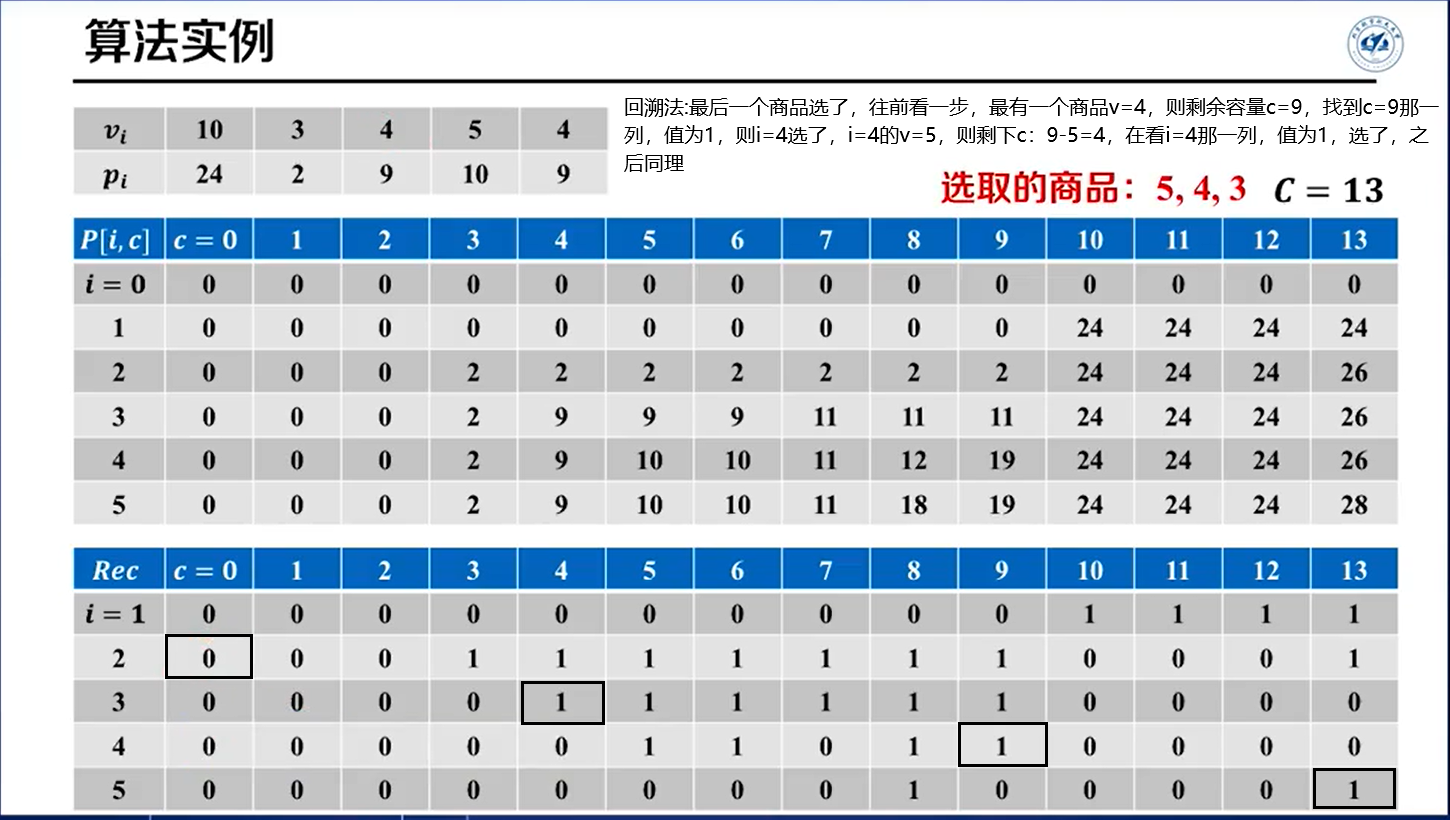 算法实例
回溯法:最后一个商品选了，往前看一步，最有一个商品v=4，则剩余容量c=9，找到c=9那一
列，值为1，则i=4选了，i=4的v=5，则剩下c：9-5=4，在看i=4那一列，值为1，选了，之
后同理
vᵢ 10 3 4 5 4
pᵢ 24 2 9 10 9
选取的商品：5, 4, 3 C = 13
P[i,c] c = 0 1 2 3 4 5 6 7 8 9 10 11 12 13
i = 0 0 0 0 0 0 0 0 0 0 0 0 0 0 0
1 0 0 0 0 0 0 0 0 0 0 24 24 24 24
2 0 0 0 2 2 2 2 2 2 2 24 24 24 26
3 0 0 0 2 9 9 9 11 11 11 24 24 24 26
4 0 0 0 2 9 10 10 11 12 19 24 24 24 26
5 0 0 0 2 9 10 10 11 18 19 24 24 24 28
Rec c = 0 1 2 3 4 5 6 7 8 9 10 11 12 13
i = 1 0 0 0 0 0 0 0 0 0 0 1 1 1 1
2 0 0 0 1 1 1 1 1 1 1 0 0 0 1
3 0 0 0 0 1 1 1 1 1 1 0 0 0 0
4 0 0 0 0 0 1 1 0 1 1 0 0 0 0
5 0 0 0 0 0 0 0 0 1 0 0 0 0 1